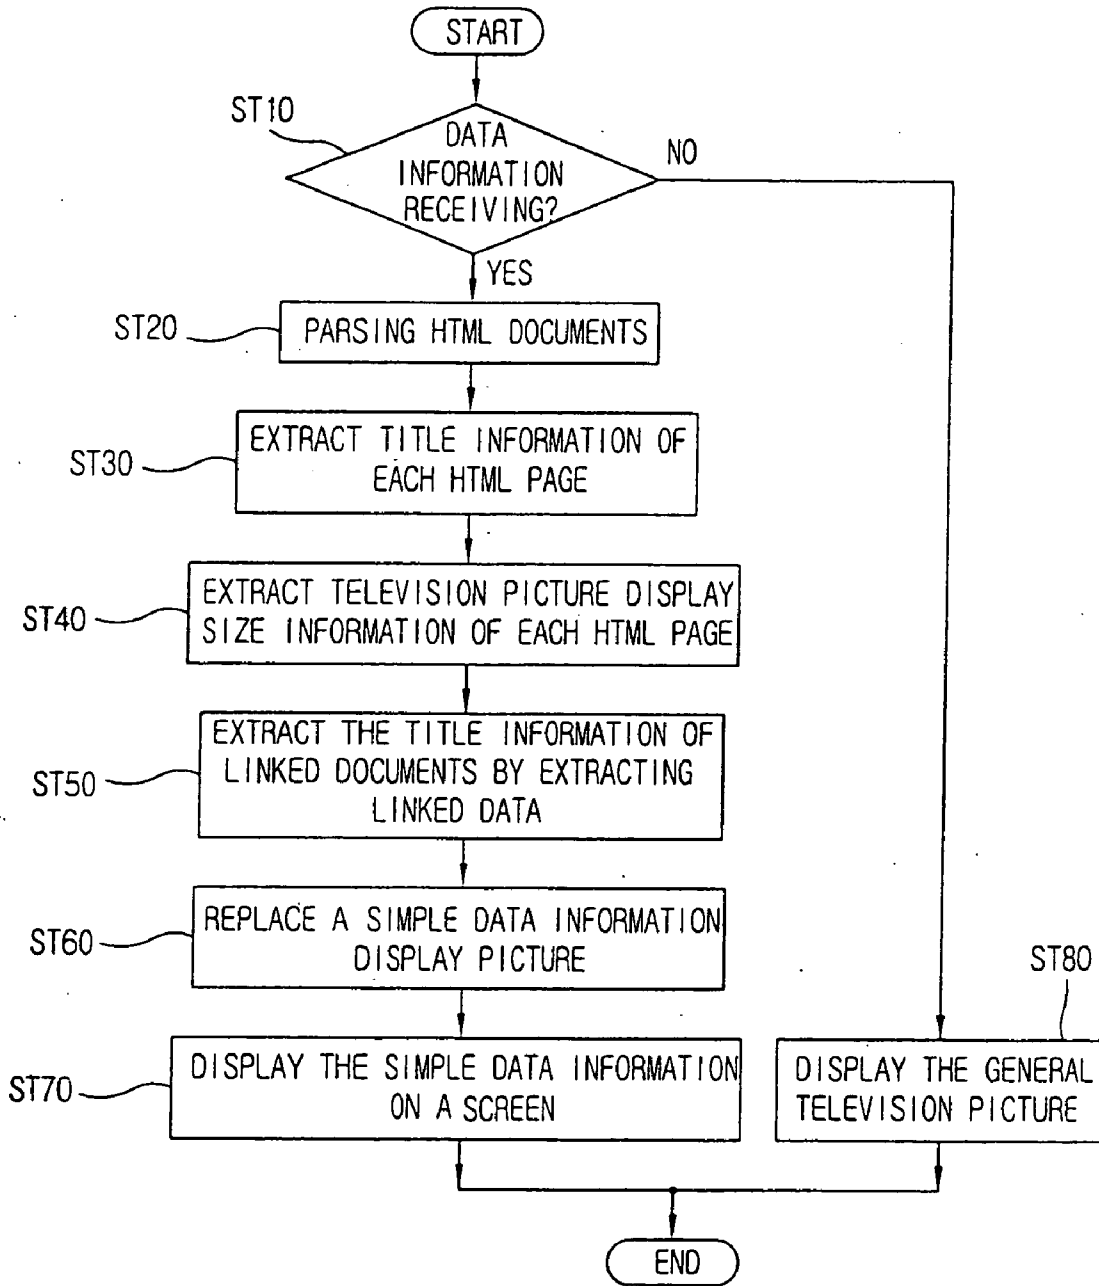 START
ST10
DATA
INFORMATION
RECEIVING?
NO
YES
ST20
PARSING HTML DOCUMENTS
ST30
EXTRACT TITLE INFORMATION OF
EACH HTML PAGE
ST40
EXTRACT TELEVISION PICTURE DISPLAY
SIZE INFORMATION OF EACH HTML PAGE
ST50
EXTRACT THE TITLE INFORMATION OF
LINKED DOCUMENTS BY EXTRACTING
LINKED DATA
ST60
REPLACE A SIMPLE DATA INFORMATION
DISPLAY PICTURE
ST70
DISPLAY THE SIMPLE DATA INFORMATION
ON A SCREEN
ST80
DISPLAY THE GENERAL
TELEVISION PICTURE
END